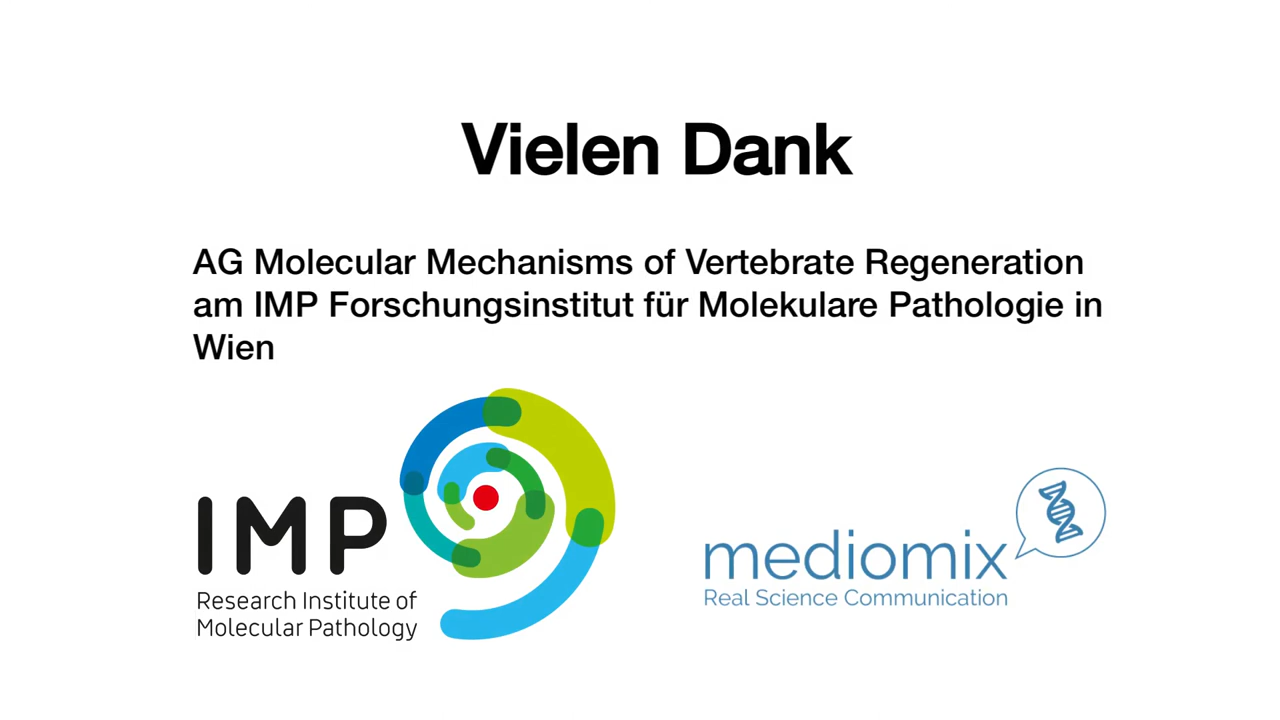 Vielen Dank
AG Molecular Mechanisms of Vertebrate Regeneration
am IMP Forschungsinstitut für Molekulare Pathologie in
Wien
IMP
Research Institute of
Molecular Pathology
mediomix
Real Science Communication